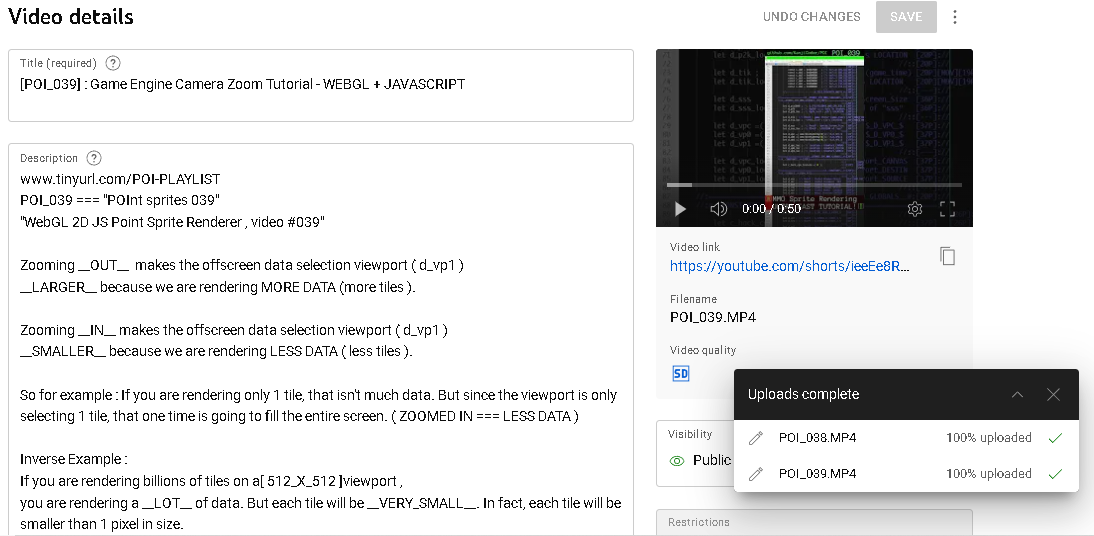 Video details
UNDO CHANGES
SAVE
Title (required)
[POI_039] : Game Engine Camera Zoom Tutorial - WEBGL + JAVASCRIPT
Description
www.tinyurl.com/POI-PLAYLIST
POI_039 === "POInt sprites 039"
"WebGL 2D JS Point Sprite Renderer , video #039"
Zooming __OUT__ makes the offscreen data selection viewport ( d_vp1 )
__LARGER__ because we are rendering MORE DATA (more tiles ).
Zooming __IN__ makes the offscreen data selection viewport ( d_vp1 )
__SMALLER__ because we are rendering LESS DATA ( less tiles ).
So for example : If you are rendering only 1 tile, that isn't much data. But since the viewport is only
selecting 1 tile, that one time is going to fill the entire screen. ( ZOOMED IN === LESS DATA )
Inverse Example :
If you are rendering billions of tiles on a[ 512_X_512 ]viewport ,
you are rendering a __LOT__ of data. But each tile will be __VERY_SMALL__. In fact, each tile will be
smaller than 1 pixel in size.
POI_039
MMO Sprite Rendering
FAST TUTORIAL!
0:00 / 0:50
Video link
https://youtube.com/shorts/ieeEe8R...
Filename
POI_039.MP4
Video quality
SD
Uploads complete
POI_038.MP4 100% uploaded
POI_039.MP4 100% uploaded
Visibility
Public
Restrictions